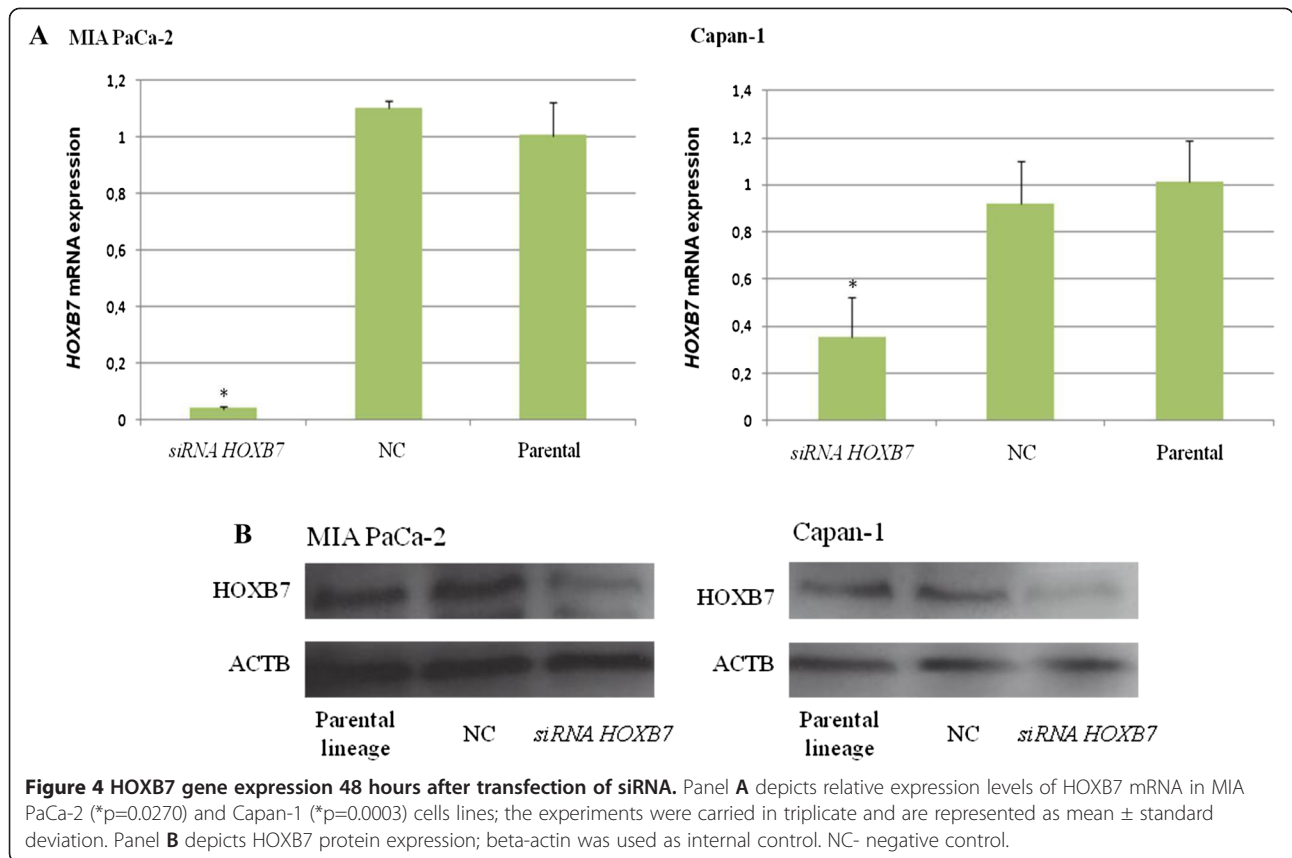 A MIA PaCa-2
Capan-1
HOXB7 mRNA expression
1,2
1
0,8
0,6
0,4
0,2
0
*
siRNA HOXB7
NC
Parental
HOXB7 mRNA expression
1,4
1,2
1
0,8
0,6
0,4
0,2
0
*
siRNA HOXB7
NC
Parental
B MIA PaCa-2
HOXB7
ACTB
Parental
lineage
NC
siRNA HOXB7
Capan-1
HOXB7
ACTB
Parental
lineage
NC
siRNA HOXB7
Figure 4 HOXB7 gene expression 48 hours after transfection of siRNA. Panel A depicts relative expression levels of HOXB7 mRNA in MIA
PaCa-2 (*p=0.0270) and Capan-1 (*p=0.0003) cells lines; the experiments were carried in triplicate and are represented as mean ± standard
deviation. Panel B depicts HOXB7 protein expression; beta-actin was used as internal control. NC- negative control.